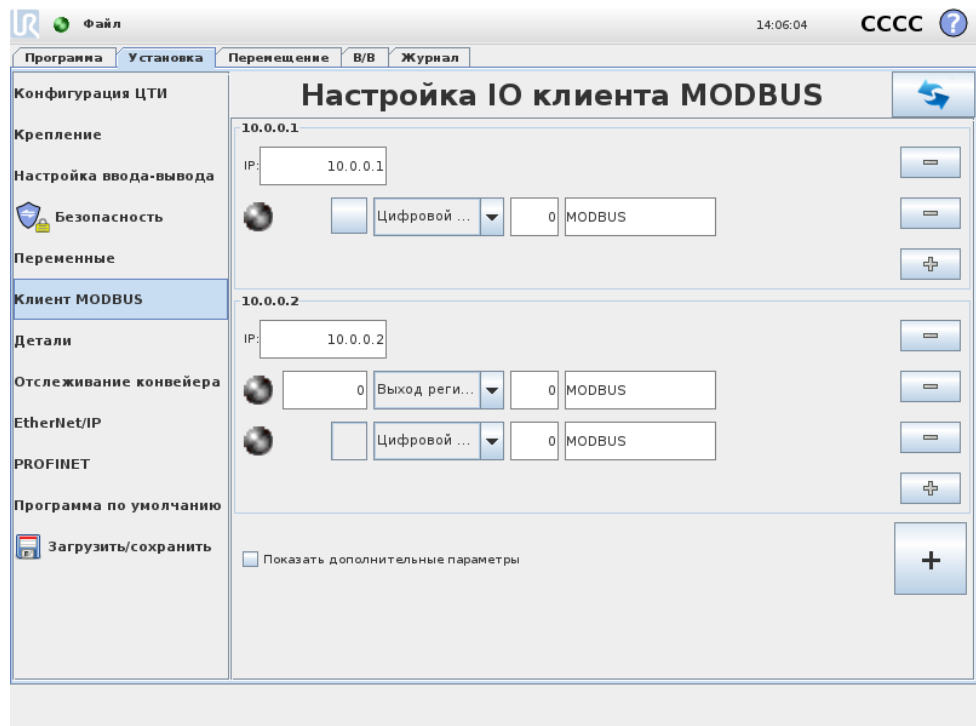 UR Файл 14:06:04 CCCC ?
Программа Установка Перемещение В/В Журнал
Конфигурация ЦТИ
Крепление
Настройка ввода-вывода
Безопасность
Переменные
Клиент MODBUS
Детали
Отслеживание конвейера
EtherNet/IP
PROFINET
Программа по умолчанию
Загрузить/сохранить
Настройка IO клиента MODBUS
10.0.0.1
IP: 10.0.0.1
Цифровой ... 0 MODBUS
10.0.0.2
IP: 10.0.0.2
0 Выход реги... 0 MODBUS
Цифровой ... 0 MODBUS
Показать дополнительные параметры
+